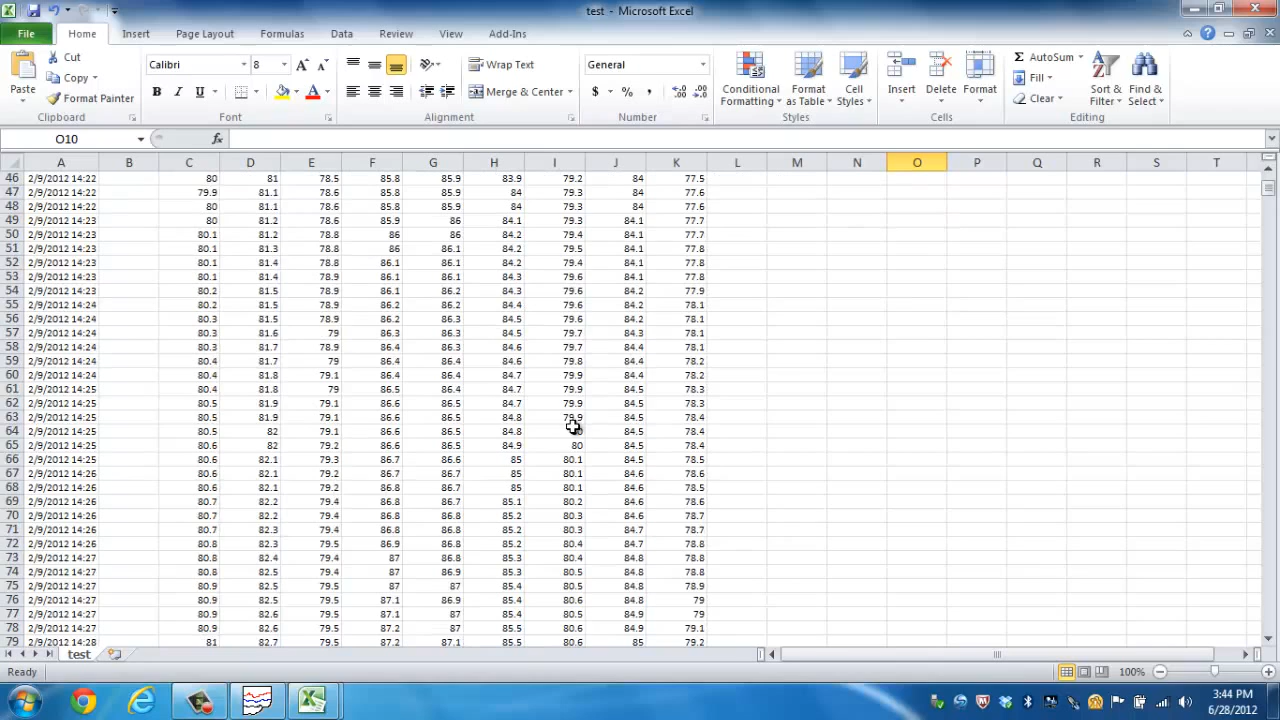 test - Microsoft Excel
File Home Insert Page Layout Formulas Data Review View Add-Ins
Cut
Copy
Format Painter
Paste
Clipboard
Calibri 8
B I U
Font
Wrap Text
Merge & Center
Alignment
General
$ % ,
Number
Conditional Formatting
Format as Table
Cell Styles
Styles
Insert Delete Format
Cells
AutoSum
Fill
Clear
Sort & Filter
Find & Select
Editing
O10 fx
A B C D E F G H I J K L M N O P Q R S T
46 2/9/2012 14:22 80 81 78.5 85.8 85.9 83.9 79.2 84 77.5
47 2/9/2012 14:22 79.9 81.1 78.6 85.8 85.9 84 79.3 84 77.6
48 2/9/2012 14:22 80 81.1 78.6 85.8 85.9 84 79.3 84 77.6
49 2/9/2012 14:23 80 81.2 78.6 85.9 86 84.1 79.3 84.1 77.7
50 2/9/2012 14:23 80.1 81.2 78.8 86 86 84.2 79.4 84.1 77.7
51 2/9/2012 14:23 80.1 81.3 78.8 86 86.1 84.2 79.5 84.1 77.8
52 2/9/2012 14:23 80.1 81.4 78.8 86.1 86.1 84.2 79.4 84.1 77.8
53 2/9/2012 14:23 80.1 81.4 78.9 86.1 86.1 84.3 79.6 84.1 77.8
54 2/9/2012 14:23 80.2 81.5 78.9 86.1 86.2 84.3 79.6 84.2 77.9
55 2/9/2012 14:24 80.2 81.5 78.9 86.2 86.2 84.4 79.6 84.2 78.1
56 2/9/2012 14:24 80.3 81.5 78.9 86.2 86.3 84.5 79.6 84.2 78.1
57 2/9/2012 14:24 80.3 81.6 79 86.3 86.3 84.5 79.7 84.3 78.1
58 2/9/2012 14:24 80.3 81.7 78.9 86.4 86.3 84.6 79.7 84.4 78.1
59 2/9/2012 14:24 80.4 81.7 79 86.4 86.4 84.6 79.8 84.4 78.2
60 2/9/2012 14:24 80.4 81.8 79.1 86.4 86.4 84.7 79.9 84.4 78.2
61 2/9/2012 14:25 80.4 81.8 79 86.5 86.4 84.7 79.9 84.5 78.3
62 2/9/2012 14:25 80.5 81.9 79.1 86.6 86.5 84.7 79.9 84.5 78.3
63 2/9/2012 14:25 80.5 81.9 79.1 86.6 86.5 84.8 79.9 84.5 78.4
64 2/9/2012 14:25 80.5 82 79.1 86.6 86.5 84.8 84.5 78.4
65 2/9/2012 14:25 80.6 82 79.2 86.6 86.5 84.9 80 84.5 78.4
66 2/9/2012 14:25 80.6 82.1 79.3 86.7 86.6 85 80.1 84.5 78.5
67 2/9/2012 14:26 80.6 82.1 79.2 86.7 86.7 85 80.1 84.6 78.6
68 2/9/2012 14:26 80.6 82.1 79.2 86.8 86.7 85 80.1 84.6 78.5
69 2/9/2012 14:26 80.7 82.2 79.4 86.8 86.7 85.1 80.2 84.6 78.6
70 2/9/2012 14:26 80.7 82.2 79.4 86.8 86.8 85.2 80.3 84.6 78.7
71 2/9/2012 14:26 80.7 82.3 79.4 86.8 86.8 85.2 80.3 84.7 78.7
72 2/9/2012 14:26 80.8 82.3 79.5 86.9 86.8 85.2 80.4 84.7 78.8
73 2/9/2012 14:27 80.8 82.4 79.4 87 86.8 85.3 80.4 84.8 78.8
74 2/9/2012 14:27 80.8 82.5 79.4 87 86.9 85.3 80.5 84.8 78.8
75 2/9/2012 14:27 80.9 82.5 79.5 87 87 85.4 80.5 84.8 78.9
76 2/9/2012 14:27 80.9 82.5 79.5 87.1 86.9 85.4 80.6 84.8 79
77 2/9/2012 14:27 80.9 82.6 79.5 87.1 87 85.4 80.5 84.9 79
78 2/9/2012 14:27 80.9 82.6 79.5 87.2 87 85.5 80.6 84.9 79.1
79 2/9/2012 14:28 81 82.7 79.5 87.2 87.1 85.5 80.6 85 79.2
test
Ready 100%
3:44 PM
6/28/2012